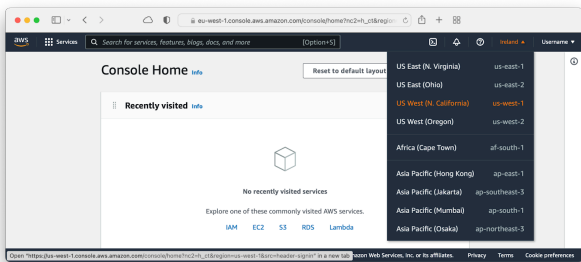 eu-west-1.console.aws.amazon.com/console/home?nc2=h_ct&region=
aws
Services
Search for services, features, blogs, docs, and more
[Option+S]
Ireland
Username
Console Home Info
Reset to default layout
Recently visited Info
No recently visited services
Explore one of these commonly visited AWS services.
IAM EC2 S3 RDS Lambda
US East (N. Virginia) us-east-1
US East (Ohio) us-east-2
US West (N. California) us-west-1
US West (Oregon) us-west-2
Africa (Cape Town) af-south-1
Asia Pacific (Hong Kong) ap-east-1
Asia Pacific (Jakarta) ap-southeast-3
Asia Pacific (Mumbai) ap-south-1
Asia Pacific (Osaka) ap-northeast-3
Open "https://us-west-1.console.aws.amazon.com/console/home?nc2=h_ct&region=us-west-1&src=header-signin" in a new tab
Web Services, Inc. or its affiliates. Privacy Terms Cookie preferences